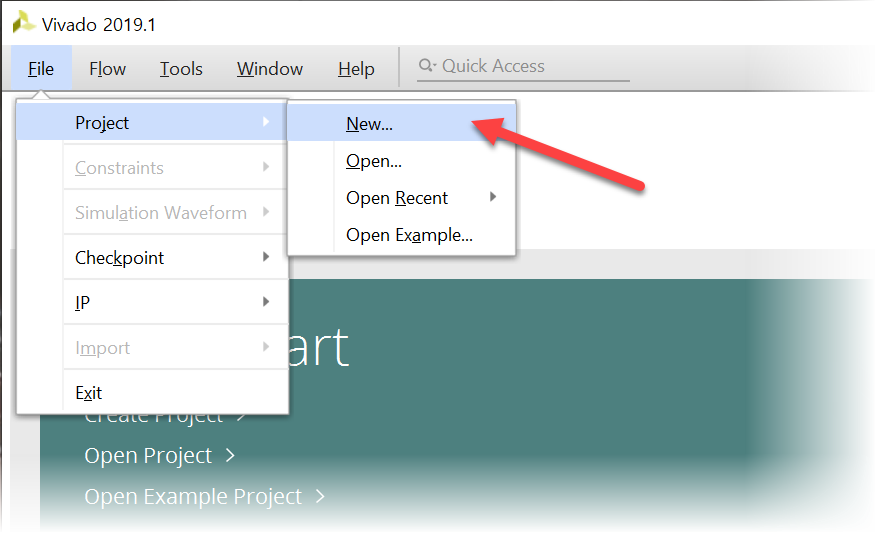 Vivado 2019.1
File Flow Tools Window Help Quick Access
Project
Constraints
Simulation Waveform
Checkpoint
IP
Import
Exit
New...
Open...
Open Recent
Open Example...
art
Create Project
Open Project
Open Example Project